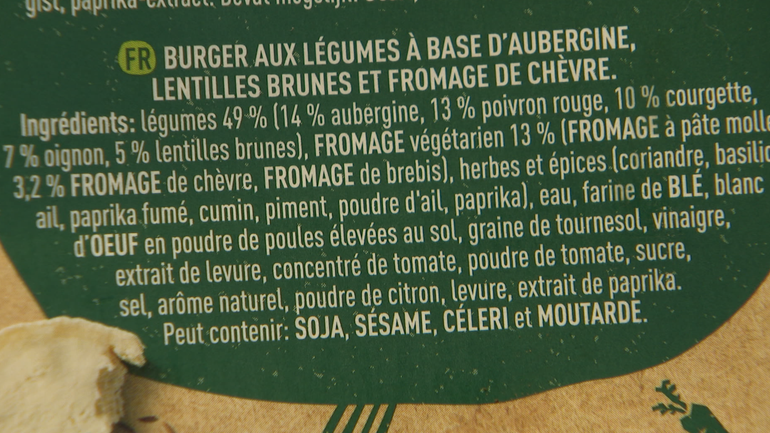 gist, paprika-extract. Bevat mogelijk
FR BURGER AUX LÉGUMES À BASE D'AUBERGINE,
LENTILLES BRUNES ET FROMAGE DE CHÈVRE.
Ingrédients: légumes 49 % (14 % aubergine, 13 % poivron rouge, 10 % courgette,
7 % oignon, 5 % lentilles brunes), FROMAGE végétarien 13 % (FROMAGE à pâte molle
3,2 % FROMAGE de chèvre, FROMAGE de brebis), herbes et épices (coriandre, basilic
ail, paprika fumé, cumin, piment, poudre d'ail, paprika), eau, farine de BLÉ, blanc
d'OEUF en poudre de poules élevées au sol, graine de tournesol, vinaigre,
extrait de levure, concentré de tomate, poudre de tomate, sucre,
sel, arôme naturel, poudre de citron, levure, extrait de paprika.
Peut contenir: SOJA, SÉSAME, CÉLERI et MOUTARDE.